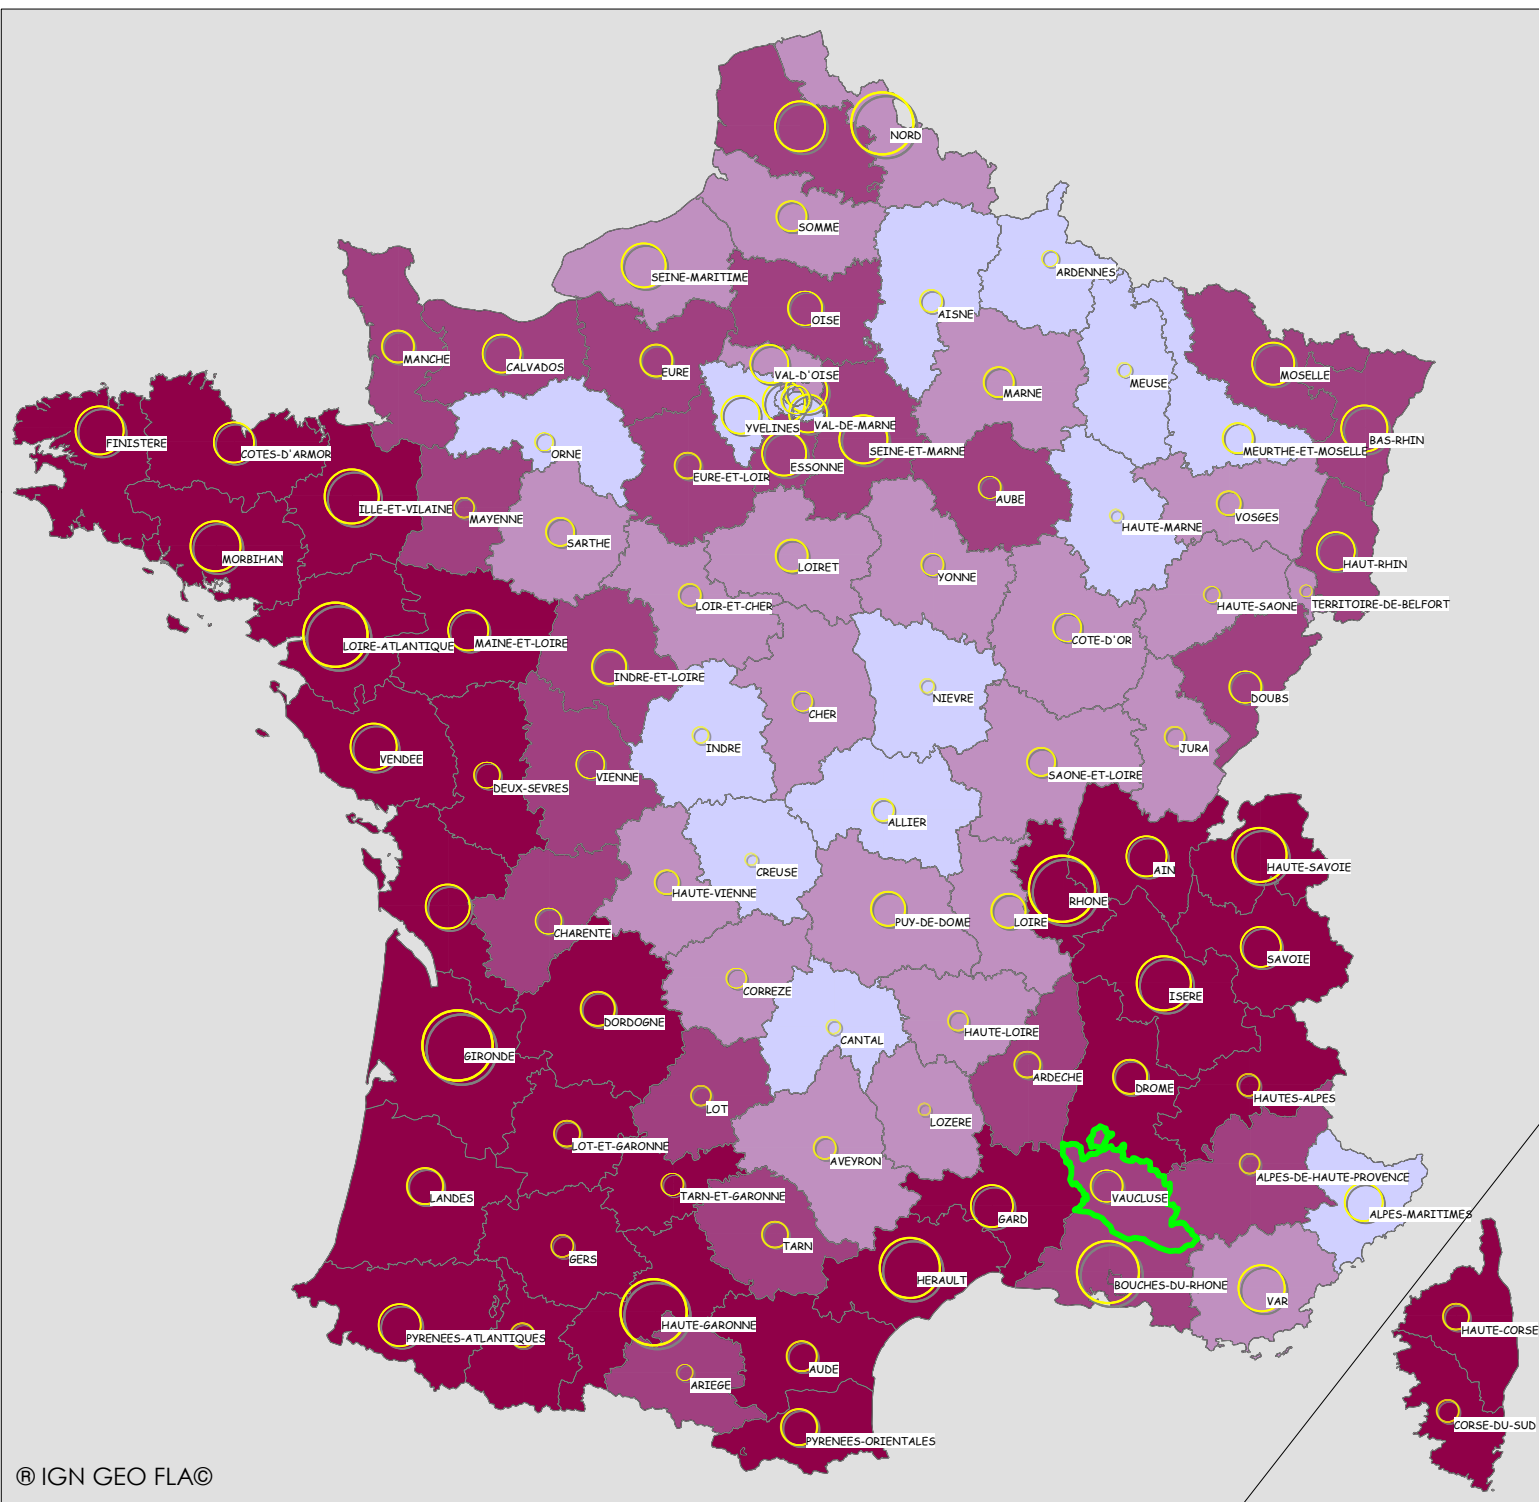 NORD
SOMME
SEINE-MARITIME
ARDENNES
OISE
AISNE
MANCHE
CALVADOS
EURE
VAL-D'OISE
MARNE
MEUSE
MOSELLE
YVELINES
VAL-DE-MARNE
FINISTERE
COTES-D'ARMOR
ORNE
SEINE-ET-MARNE
MEURTHE-ET-MOSELLE
BAS-RHIN
ESSONNE
EURE-ET-LOIR
AUBE
ILLE-ET-VILAINE
MAYENNE
HAUTE-MARNE
VOSGES
SARTHE
MORBIHAN
LOIRET
YONNE
HAUT-RHIN
LOIR-ET-CHER
HAUTE-SAONE
TERRITOIRE-DE-BELFORT
LOIRE-ATLANTIQUE
MAINE-ET-LOIRE
COTE-D'OR
INDRE-ET-LOIRE
NIEVRE
DOUBS
CHER
INDRE
JURA
VENDEE
DEUX-SEVRES
VIENNE
SAONE-ET-LOIRE
ALLIER
CREUSE
AIN
HAUTE-SAVOIE
HAUTE-VIENNE
RHONE
CHARENTE
PUY-DE-DOME
LOIRE
SAVOIE
CORREZE
ISERE
DORDOGNE
HAUTE-LOIRE
CANTAL
GIRONDE
ARDECHE
DROME
HAUTES-ALPES
LOT
LOZERE
LOT-ET-GARONNE
AVEYRON
ALPES-DE-HAUTE-PROVENCE
TARN-ET-GARONNE
LANDES
VAUCLUSE
ALPES-MARITIMES
GARD
TARN
GERS
HERAULT
BOUCHES-DU-RHONE
VAR
HAUTE-GARONNE
HAUTE-CORSE
PYRENEES-ATLANTIQUES
AUDE
ARIEGE
CORSE-DU-SUD
PYRENEES-ORIENTALES
® IGN GEO FLA©